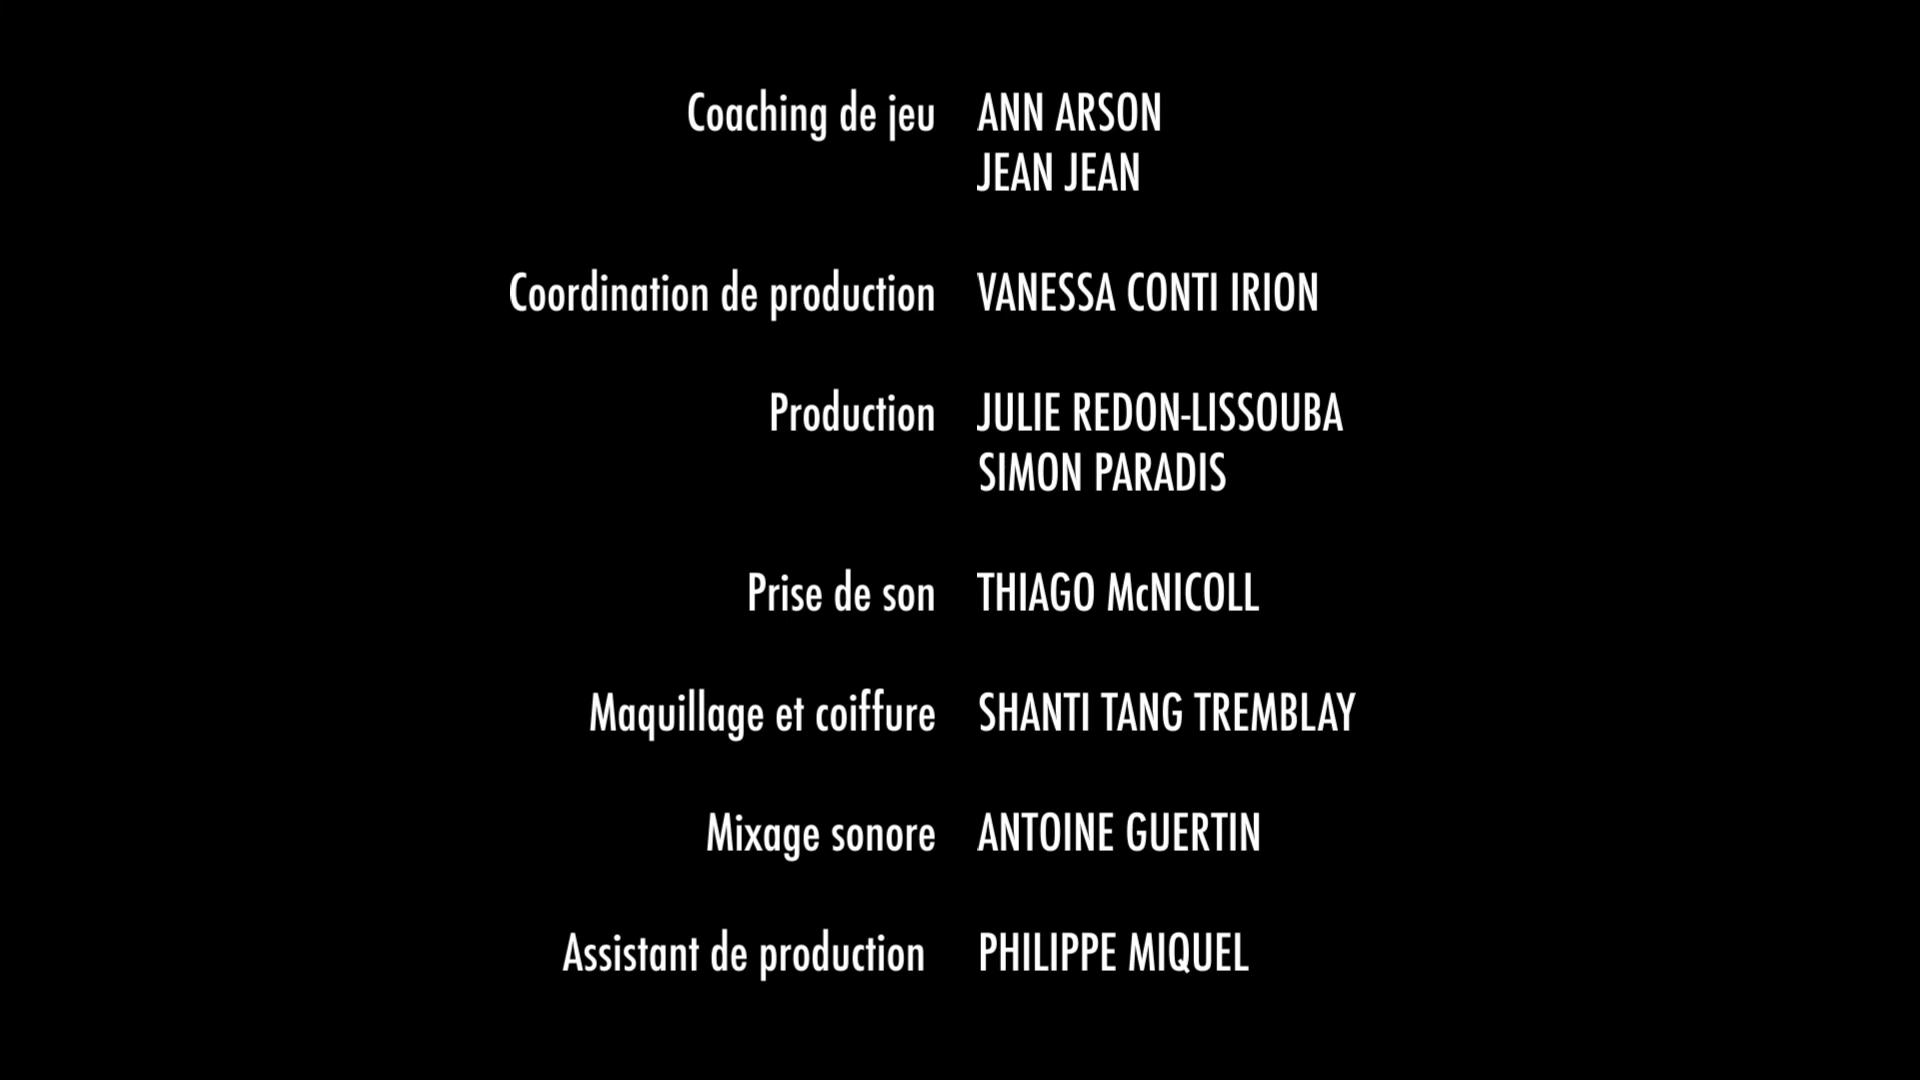 Coaching de jeu ANN ARSON
JEAN JEAN
Coordination de production VANESSA CONTI IRION
Production JULIE REDON-LISSOUBA
SIMON PARADIS
Prise de son THIAGO McNICOLL
Maquillage et coiffure SHANTI TANG TREMBLAY
Mixage sonore ANTOINE GUERTIN
Assistant de production PHILIPPE MIQUEL